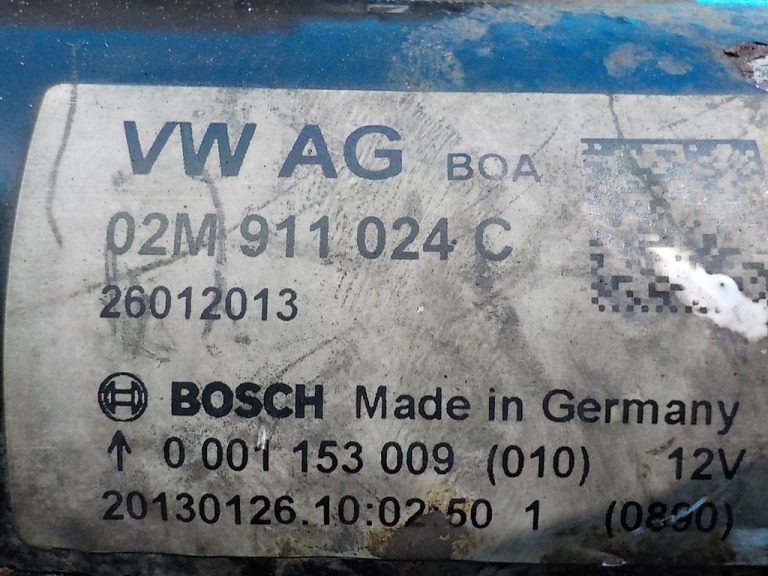 VW AG BOA
02M 911 024 C
26012013
BOSCH Made in Germany
↑ 0 001 153 009 (010) 12V
20130126.10:02:50 1 (0890)